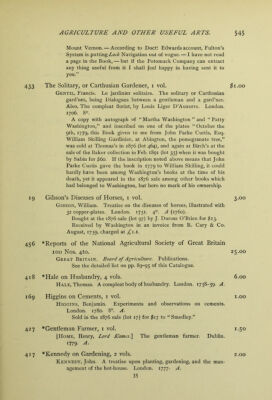 AGRICULTURE AND OTHER USEFUL ARTS. 545
Mount Vernon.—According to Doctr Edwards account, Fulton's
System is putting Lock Navigation out of vogue.—I have not read
a page in the Book,—but if the Potomack Company can extract
any thing useful from it I shall feel happy in having sent it to
you."
433 The Solitary, or Carthusian Gardener, 1 vol. $1.00
GENTIL, Francis. Le jardinier solitaire. The solitary or Carthusian
gard'ner, being Dialogues between a gentleman and a gard'ner.
Also, The compleat florist, by Louis Liger D'Auxerre. London.
1706. 8°.
A copy with autograph of "Martha Washington" and "Patty
Washington," and inscribed on one of the plates "October the
9th, 1779, this Book given to me from John Parke Custis, Esq.
William Skilling Gardinier, at Abington, the pomegranate tree,"
was sold at Thomas's in 1876 (lot 464), and again at Birch's at the
sale of the Baker collection in Feb. 1891 (lot 33) when it was bought
by Sabin for $60. If the inscription noted above means that John
Parke Custis gave the book in 1779 to William Skilling, it could
hardly have been among Washington's books at the time of his
death, yet it appeared in the 1876 sale among other books which
had belonged to Washington, but bore no mark of his ownership.
19 Gibson's Diseases of Horses, 1 vol. 3.00
GIBSON, William. Treatise on the diseases of horses, illustrated with
32 copper-plates. London. 1751. 4°. A (1760).
Bought at the 1876 sale (lot 97) by J. Dorsan O'Brien for $23.
Received by Washington in an invoice from R. Cary & Co.
August, 1759, charged at £1.1.
456 *Reports of the National Agricultural Society of Great Britain
100 Nos. 4to. 25.00
GREAT BRITAIN. Board of Agriculture. Publications.
See the detailed list on pp. 89-95 of this Catalogue.
418 *Hale on Husbandry, 4 vols. 6.00
HALE, Thomas. A compleat body of husbandry. London. 1758-59. A.
169 Higgins on Cements, 1 vol. 1.00
HIGGINS, Benjamin. Experiments and observations on cements.
London. 1780. 8°. A.
Sold in the 1876 sale (lot 17) for $17 to "Smedley."
427 *Gentleman Farmer, 1 vol. 1.50
[HOME, Henry, Lord Kames.] The gentleman farmer. Dublin.
1779. A.
417 *Kennedy on Gardening, 2 vols. 2.00
KENNEDY, John. A treatise upon planting, gardening, and the man-
agement of the hot-house. London. 1777. A.
35